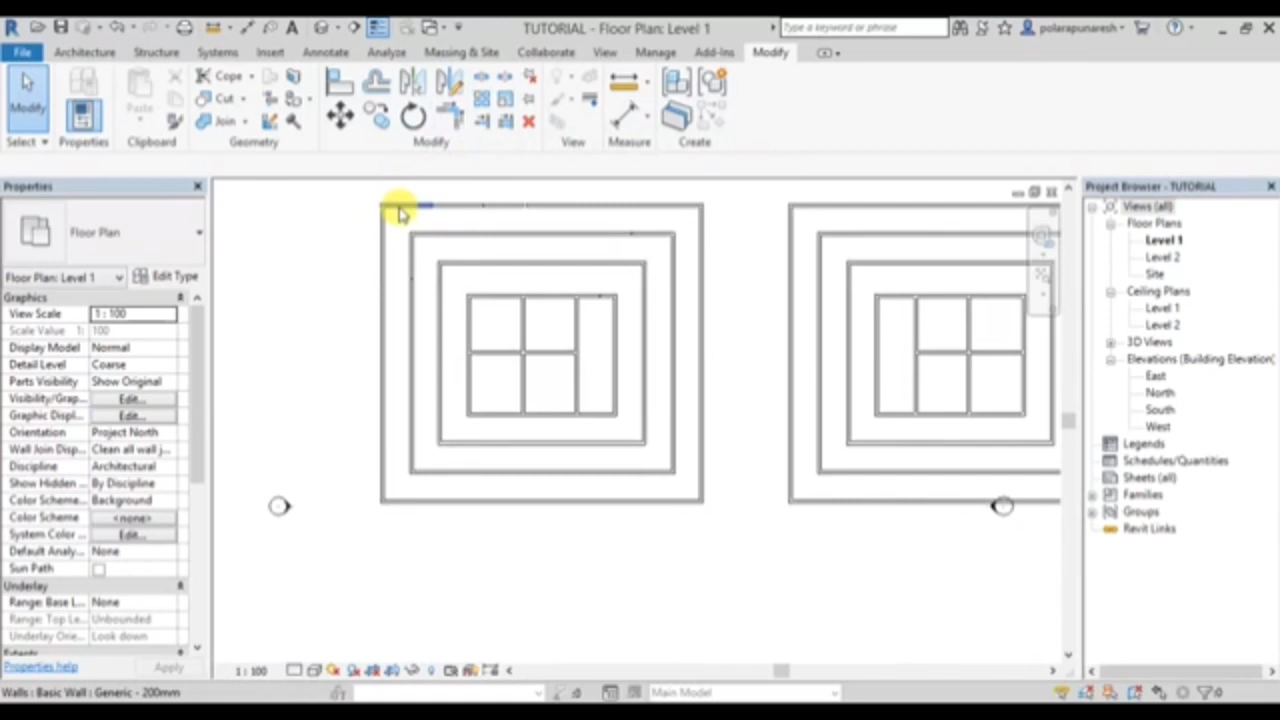 TUTORIAL - Floor Plan: Level 1
Type a keyword or phrase
polarapunaresh
File Architecture Structure Systems Insert Annotate Analyze Massing & Site Collaborate View Manage Add-Ins Modify
Modify
Paste
Cope
Cut
Join
Select Properties Clipboard Geometry Modify View Measure Create
Properties
Floor Plan
Floor Plan: Level 1 Edit Type
Graphics
View Scale 1 : 100
Scale Value 1: 100
Display Model Normal
Detail Level Coarse
Parts Visibility Show Original
Visibility/Grap... Edit...
Graphic Displ... Edit...
Orientation Project North
Wall Join Disp... Clean all wall j...
Discipline Architectural
Show Hidden ... By Discipline
Color Scheme... Background
Color Scheme <none>
System Color ... Edit...
Default Analy... None
Sun Path
Underlay
Range: Base L... None
Range: Top Le... Unbounded
Underlay Orie... Look down
Extents
Properties help Apply
1 : 100
Walls : Basic Wall : Generic - 200mm
:0
Main Model
:0
Project Browser - TUTORIAL
Views (all)
Floor Plans
Level 1
Level 2
Site
Ceiling Plans
Level 1
Level 2
3D Views
Elevations (Building Elevation)
East
North
South
West
Legends
Schedules/Quantities
Sheets (all)
Families
Groups
Revit Links